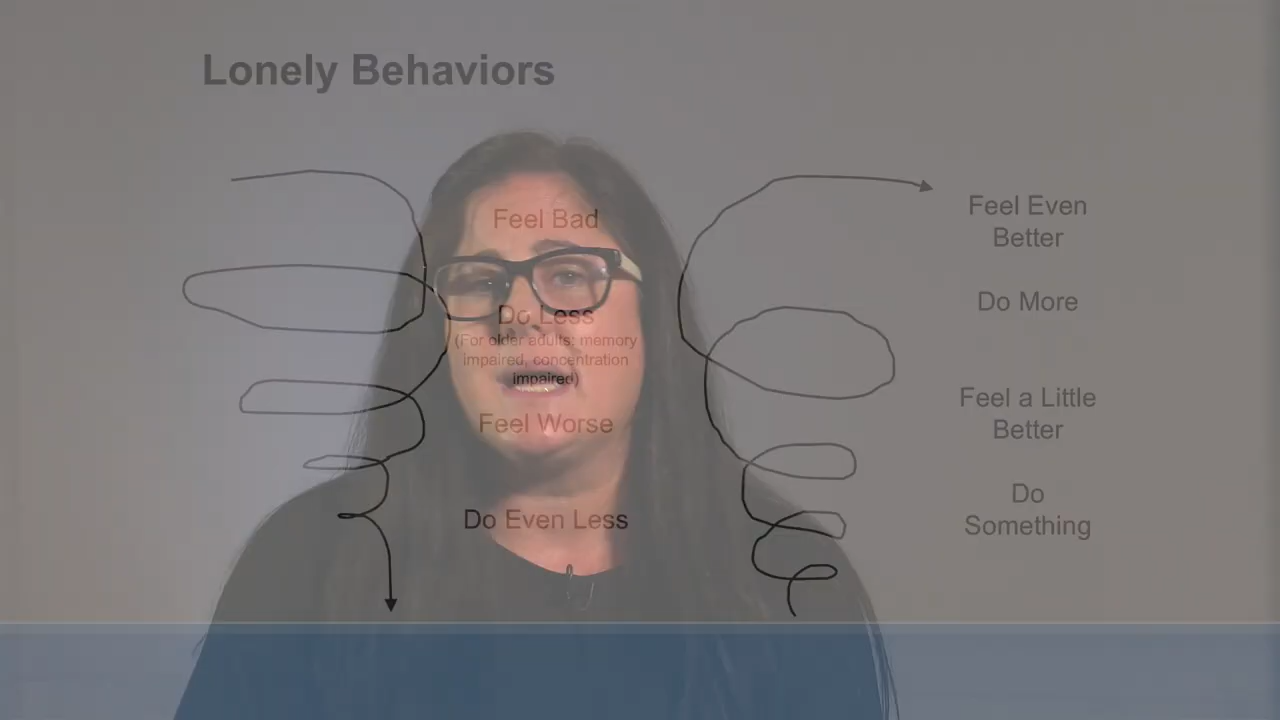 Lonely Behaviors
Feel Bad
Do Less
(For older adults: memory
impaired, concentration
impaired)
Feel Worse
Do Even Less
Feel Even
Better
Do More
Feel a Little
Better
Do
Something